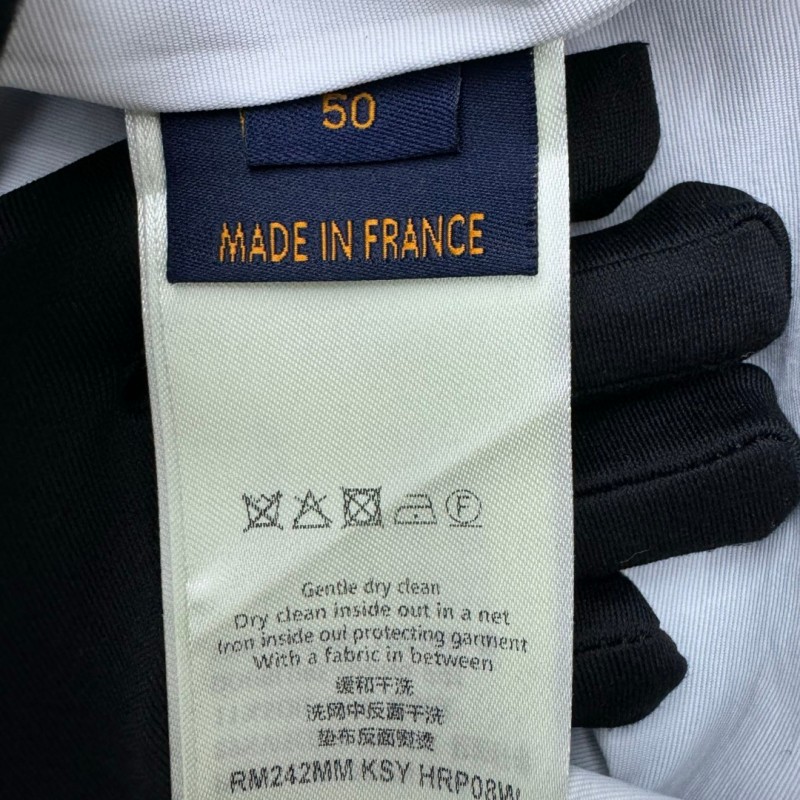 50
MADE IN FRANCE
F
Gentle dry clean
Dry clean inside out in a net
Iron inside out protecting garment
With a fabric in between
缓和干洗
洗网中反面干洗
垫布反面熨烫
RM242MM KSY HRP08W